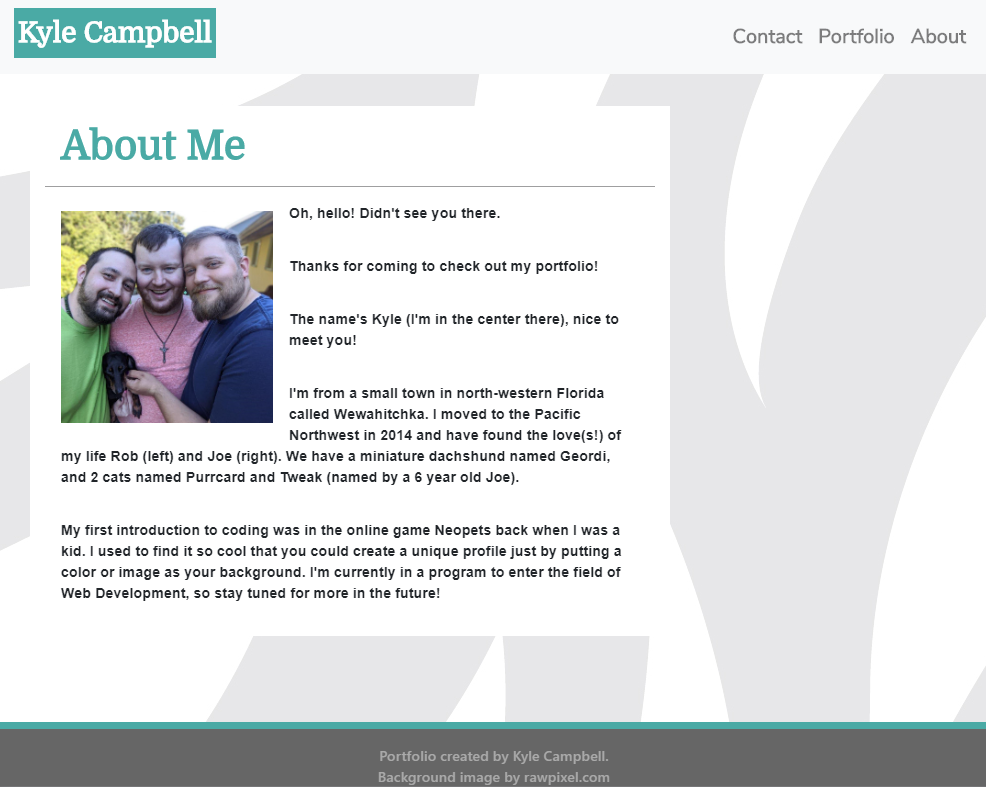 Kyle Campbell
Contact Portfolio About
About Me
Oh, hello! Didn't see you there.
Thanks for coming to check out my portfolio!
The name's Kyle (I'm in the center there), nice to
meet you!
I'm from a small town in north-western Florida
called Wewahitchka. I moved to the Pacific
Northwest in 2014 and have found the love(s!) of
my life Rob (left) and Joe (right). We have a miniature dachshund named Geordi,
and 2 cats named Purrcard and Tweak (named by a 6 year old Joe).
My first introduction to coding was in the online game Neopets back when I was a
kid. I used to find it so cool that you could create a unique profile just by putting a
color or image as your background. I'm currently in a program to enter the field of
Web Development, so stay tuned for more in the future!
Portfolio created by Kyle Campbell.
Background image by rawpixel.com